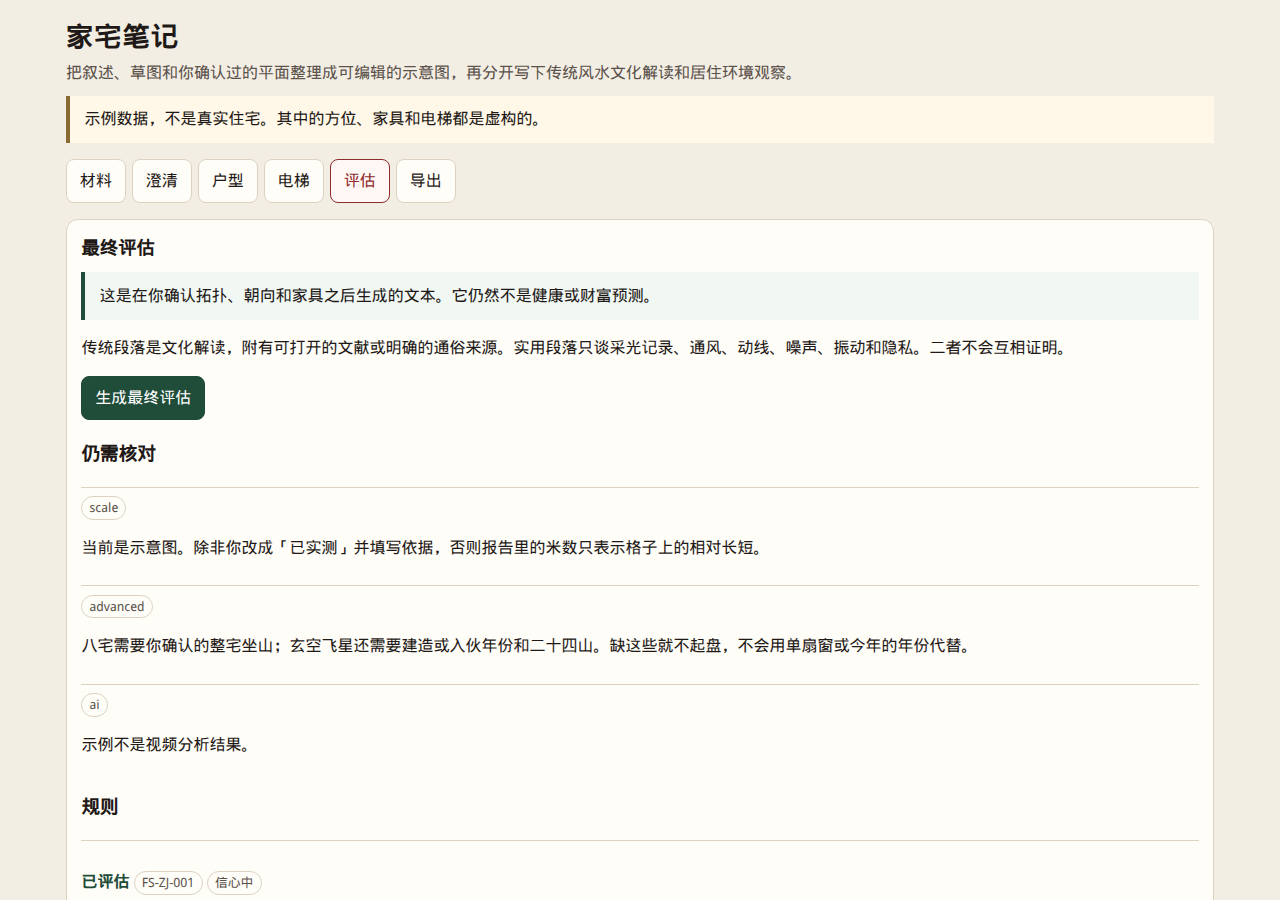 家宅笔记
把叙述、草图和你确认过的平面整理成可编辑的示意图，再分开写下传统风水文化解读和居住环境观察。
示例数据，不是真实住宅。其中的方位、家具和电梯都是虚构的。
材料 澄清 户型 电梯 评估 导出
最终评估
这是在你确认拓扑、朝向和家具之后生成的文本。它仍然不是健康或财富预测。
传统段落是文化解读，附有可打开的文献或明确的通俗来源。实用段落只谈采光记录、通风、动线、噪声、振动和隐私。二者不会互相证明。
生成最终评估
仍需核对
scale
当前是示意图。除非你改成「已实测」并填写依据，否则报告里的米数只表示格子上的相对长短。
advanced
八宅需要你确认的整宅坐山；玄空飞星还需要建造或入伙年份和二十四山。缺这些就不起盘，不会用单扇窗或今年的年份代替。
ai
示例不是视频分析结果。
规则
已评估 FS-ZJ-001 信心中